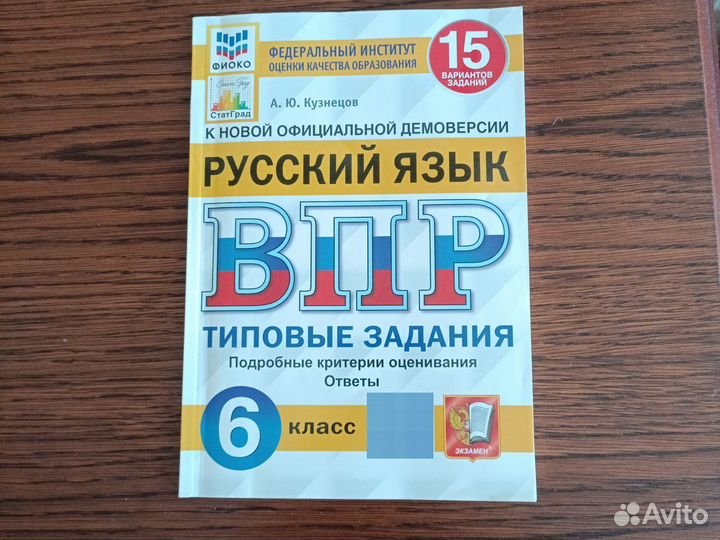 ФИОКО
ФЕДЕРАЛЬНЫЙ ИНСТИТУТ
ОЦЕНКИ КАЧЕСТВА ОБРАЗОВАНИЯ
15
ВАРИАНТОВ
ЗАДАНИЙ
СтатГрад
А. Ю. Кузнецов
К НОВОЙ ОФИЦИАЛЬНОЙ ДЕМОВЕРСИИ
РУССКИЙ ЯЗЫК
ВПР
ТИПОВЫЕ ЗАДАНИЯ
Подробные критерии оценивания
Ответы
6 класс
ЭКЗАМЕН
Avito